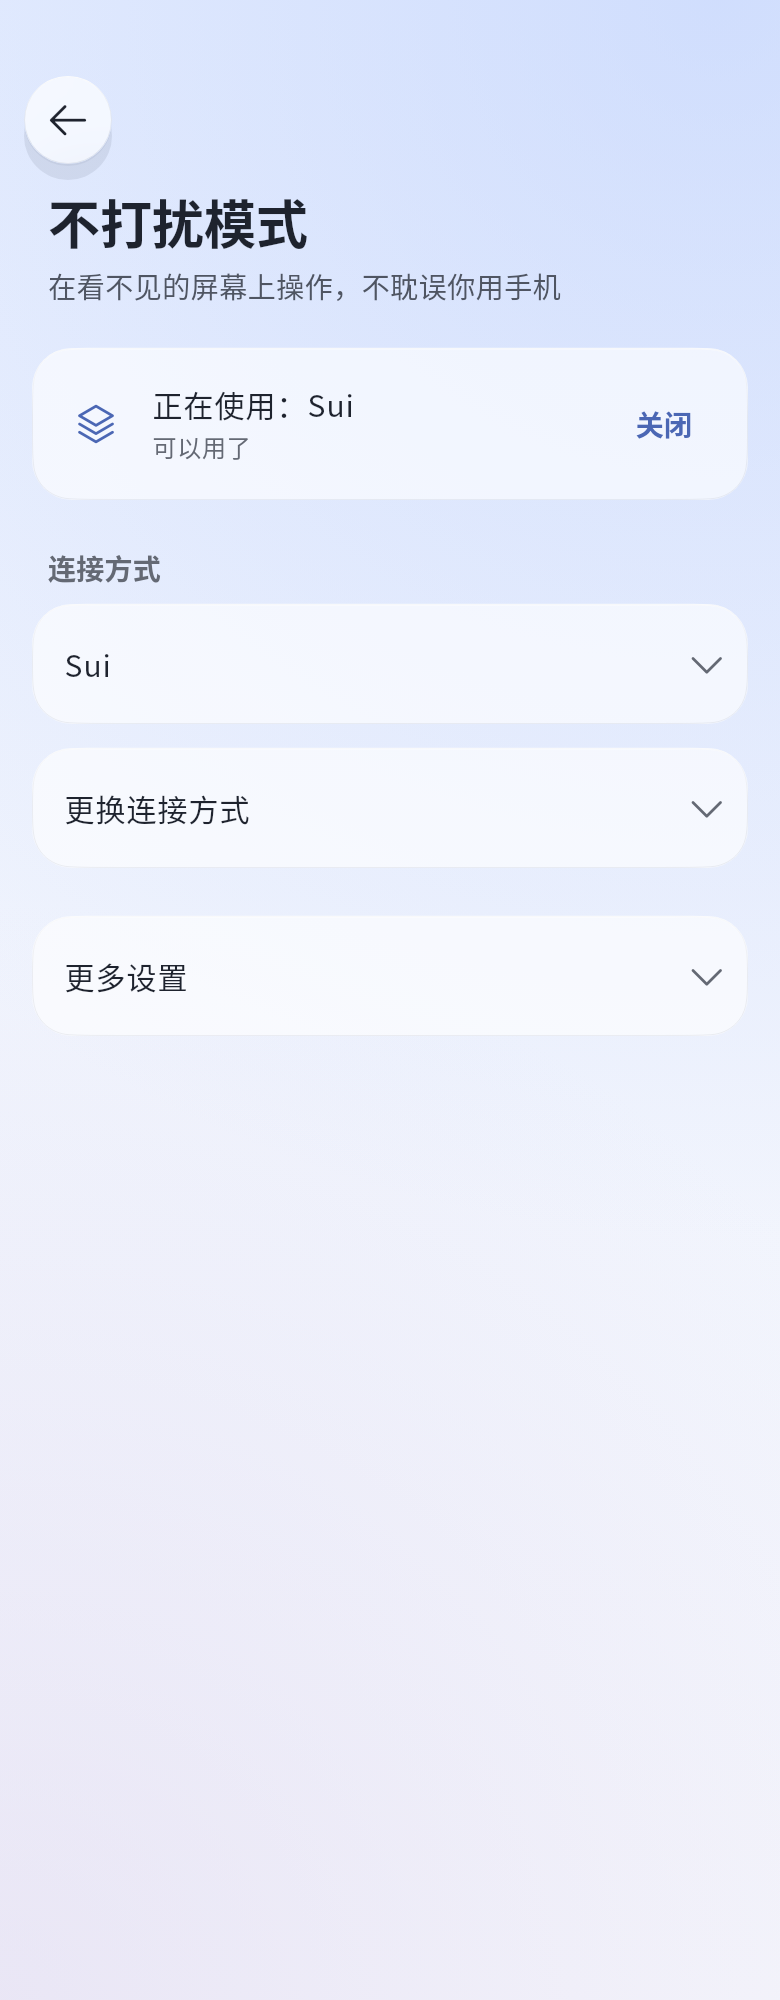 不打扰模式
在看不见的屏幕上操作，不耽误你用手机
正在使用：Sui
可以用了
关闭
连接方式
Sui
更换连接方式
更多设置